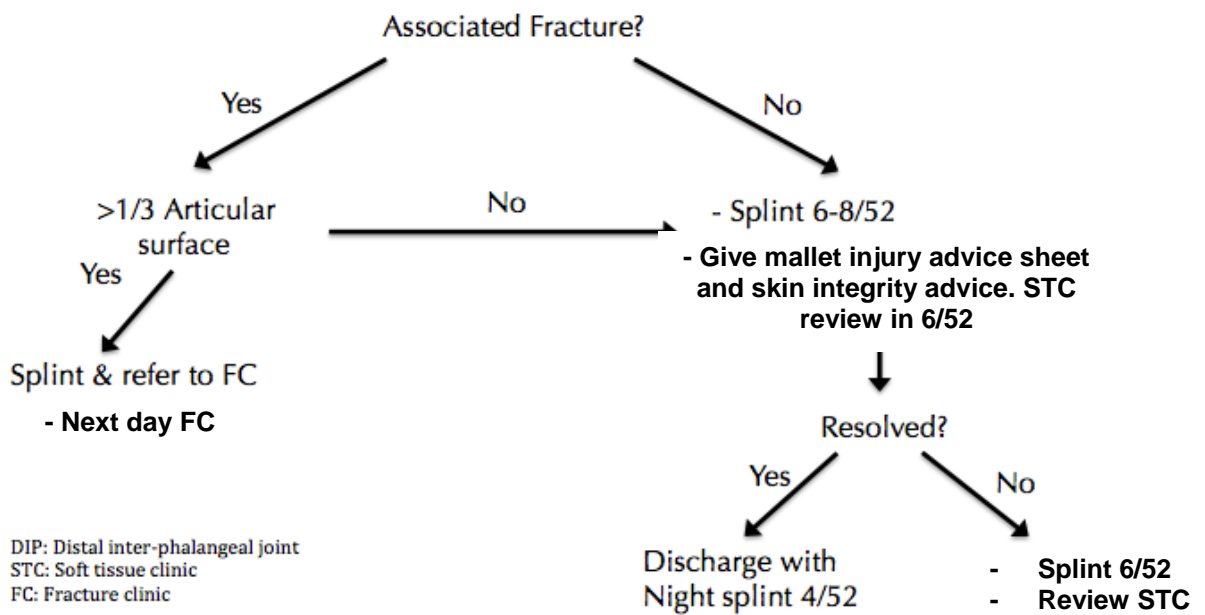 Associated Fracture?
Yes
No
>1/3 Articular
surface
No
- Splint 6-8/52
- Give mallet injury advice sheet
and skin integrity advice. STC
review in 6/52
Yes
Splint & refer to FC
- Next day FC
Resolved?
Yes
No
Discharge with
Night splint 4/52
- Splint 6/52
- Review STC
DIP: Distal inter-phalangeal joint
STC: Soft tissue clinic
FC: Fracture clinic